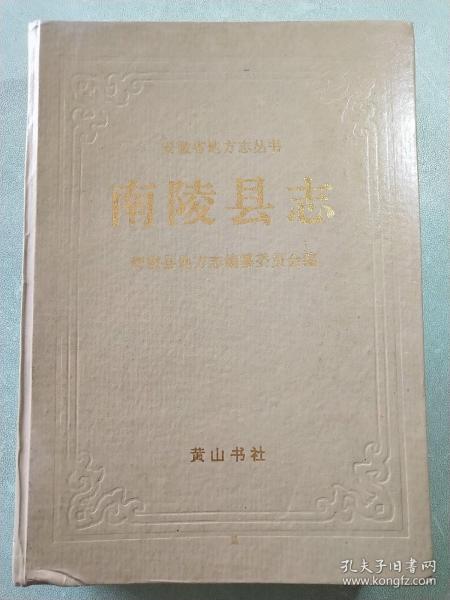 安徽省地方志丛书
南陵县志
南陵县地方志编纂委员会编
黄山书社
孔夫子旧书网
www.kongfz.com